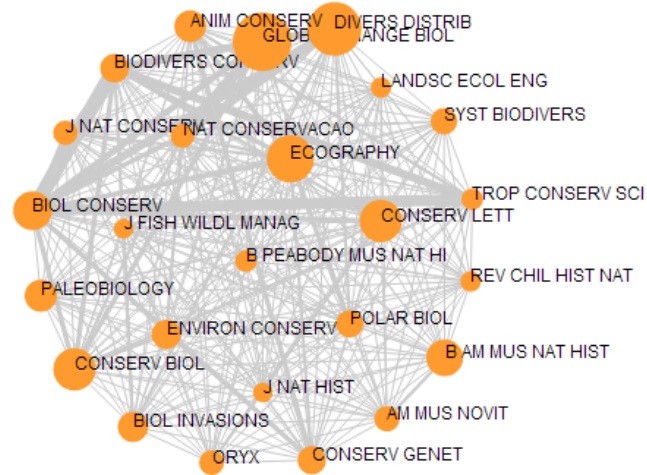 ANIM CONSERV
DIVERS DISTRIB
GLOB CHANGE BIOL
BIODIVERS CONSERV
LANDSC ECOL ENG
SYST BIODIVERS
J NAT CONSERV
NAT CONSERVACAO
ECOGRAPHY
TROP CONSERV SCI
BIOL CONSERV
CONSERV LETT
J FISH WILDL MANAG
B PEABODY MUS NAT HI
REV CHIL HIST NAT
PALEOBIOLOGY
POLAR BIOL
ENVIRON CONSERV
B AM MUS NAT HIST
CONSERV BIOL
J NAT HIST
AM MUS NOVIT
BIOL INVASIONS
ORYX
CONSERV GENET